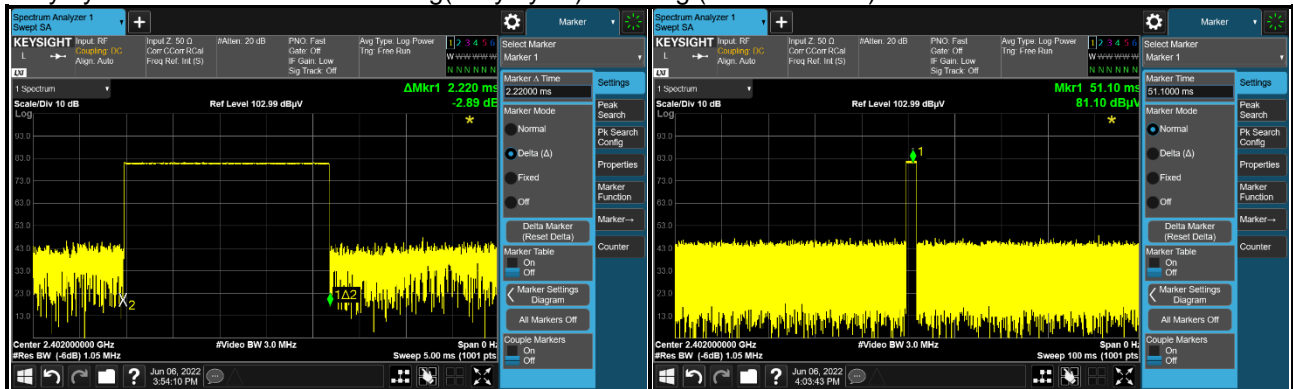 Spectrum Analyzer 1
Swept SA
Marker
KEYSIGHT
Input: RF
Coupling: DC
Align: Auto
Input Z: 50 Ω
Corr CCorr RCal
Freq Ref: Int (S)
#Atten: 20 dB
PNO: Fast
Gate: Off
IF Gain: Low
Sig Track: Off
Avg Type: Log-Power
Trig: Free Run
1 2 3 4 5 6
N N N N N N
L
LXI
Select Marker
Marker 1
1 Spectrum
ΔMkr1 2.220 ms
-2.89 dB
Scale/Div 10 dB
Ref Level 102.99 dBµV
Log
93.0
83.0
73.0
63.0
53.0
43.0
33.0
23.0
13.0
2
1Δ2
Marker Δ Time
2.22000 ms
Marker Mode
Normal
Delta (Δ)
Fixed
Off
Delta Marker
(Reset Delta)
Marker Table
On
Off
Marker Settings
Diagram
All Markers Off
Couple Markers
On
Off
Settings
Peak
Search
Pk Search
Config
Properties
Marker
Function
Marker→
Counter
Center 2.402000000 GHz
#Res BW (-6dB) 1.05 MHz
#Video BW 3.0 MHz
Span 0 Hz
Sweep 5.00 ms (1001 pts
Jun 06, 2022
3:54:10 PM
Spectrum Analyzer 1
Swept SA
Marker
KEYSIGHT
Input: RF
Coupling: DC
Align: Auto
Input Z: 50 Ω
Corr CCorr RCal
Freq Ref: Int (S)
#Atten: 20 dB
PNO: Fast
Gate: Off
IF Gain: Low
Sig Track: Off
Avg Type: Log-Power
Trig: Free Run
1 2 3 4 5 6
N N N N N N
L
LXI
Select Marker
Marker 1
1 Spectrum
Mkr1 51.10 ms
81.10 dBµV
Scale/Div 10 dB
Ref Level 102.99 dBµV
Log
93.0
83.0
73.0
63.0
53.0
43.0
33.0
23.0
13.0
1
Marker Time
51.1000 ms
Marker Mode
Normal
Delta (Δ)
Fixed
Off
Delta Marker
(Reset Delta)
Marker Table
On
Off
Marker Settings
Diagram
All Markers Off
Couple Markers
On
Off
Settings
Peak
Search
Pk Search
Config
Properties
Marker
Function
Marker→
Counter
Center 2.402000000 GHz
#Res BW (-6dB) 1.05 MHz
#Video BW 3.0 MHz
Span 0 Hz
Sweep 100 ms (1001 pts
Jun 06, 2022
4:03:43 PM